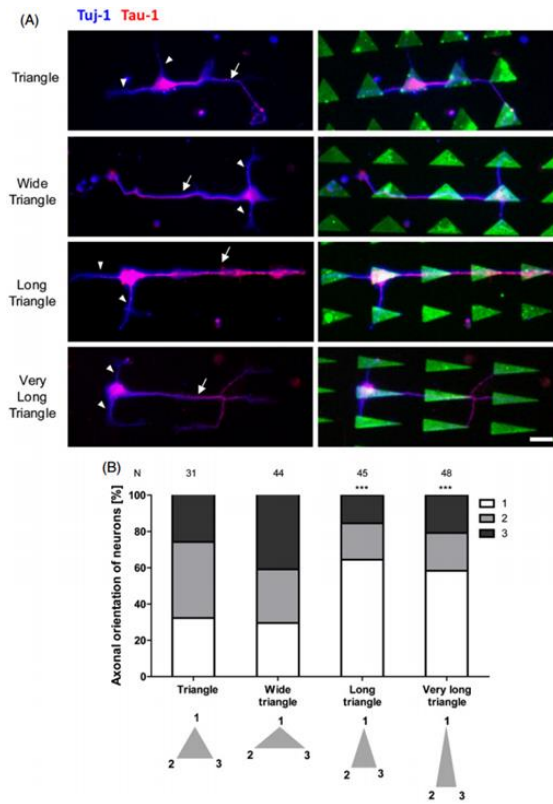 (A)
Tuj-1 Tau-1
Triangle
Wide
Triangle
Long
Triangle
Very
Long
Triangle
(B)
N 31 44 45 48
*** ***
Axonal orientation of neurons [%]
100
80
60
40
20
0
1
2
3
Triangle
Wide
triangle
Long
triangle
Very long
triangle
1 1 1 1
2 3 2 3 2 3 2 3